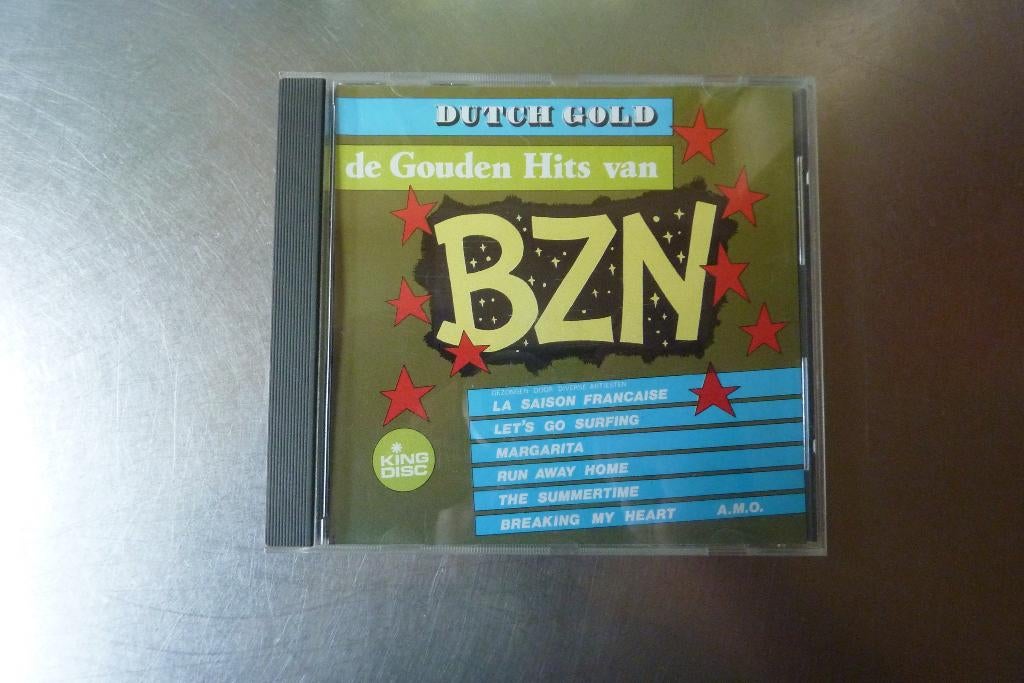 DUTCH GOLD
de Gouden Hits van
BZN
GEZONGEN DOOR DIVERSE ARTIESTEN
LA SAISON FRANCAISE
LET'S GO SURFING
MARGARITA
RUN AWAY HOME
THE SUMMERTIME
BREAKING MY HEART A.M.O.
KING
DISC